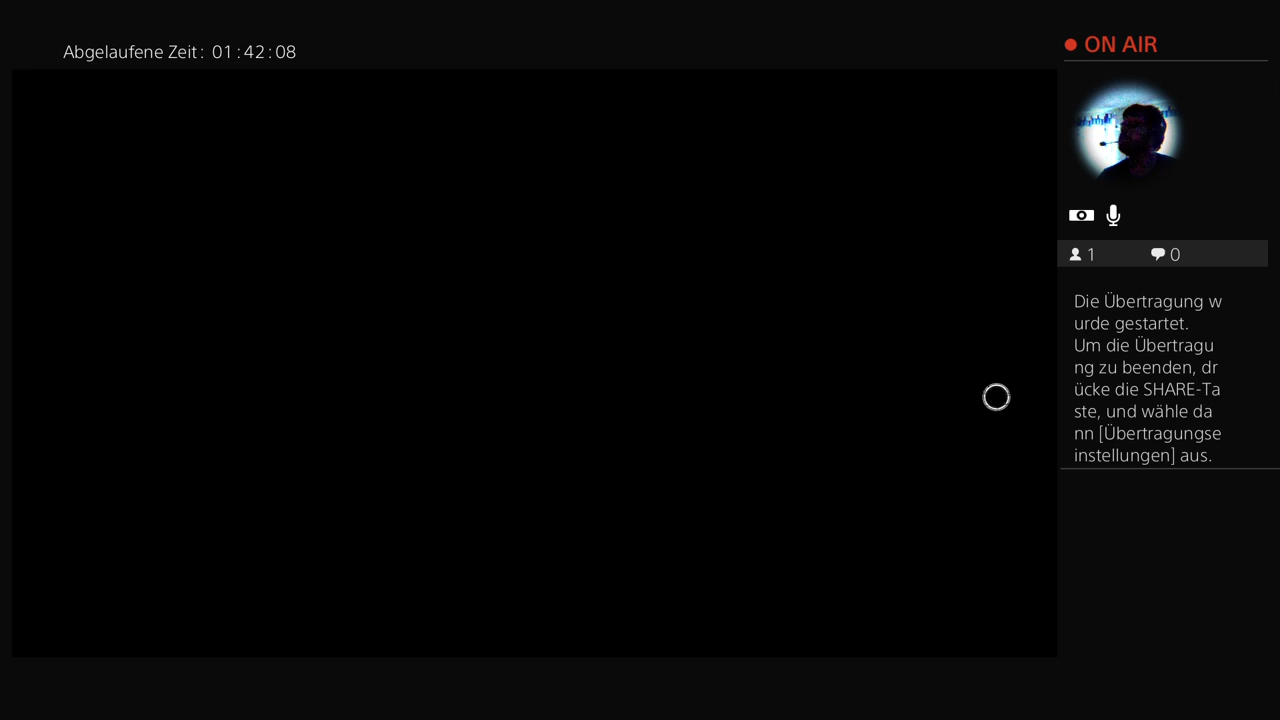 Abgelaufene Zeit: 01:42:08
ON AIR
1 0
Die Übertragung w
urde gestartet.
Um die Übertragu
ng zu beenden, dr
ücke die SHARE-Ta
ste, und wähle da
nn [Übertragungse
instellungen] aus.